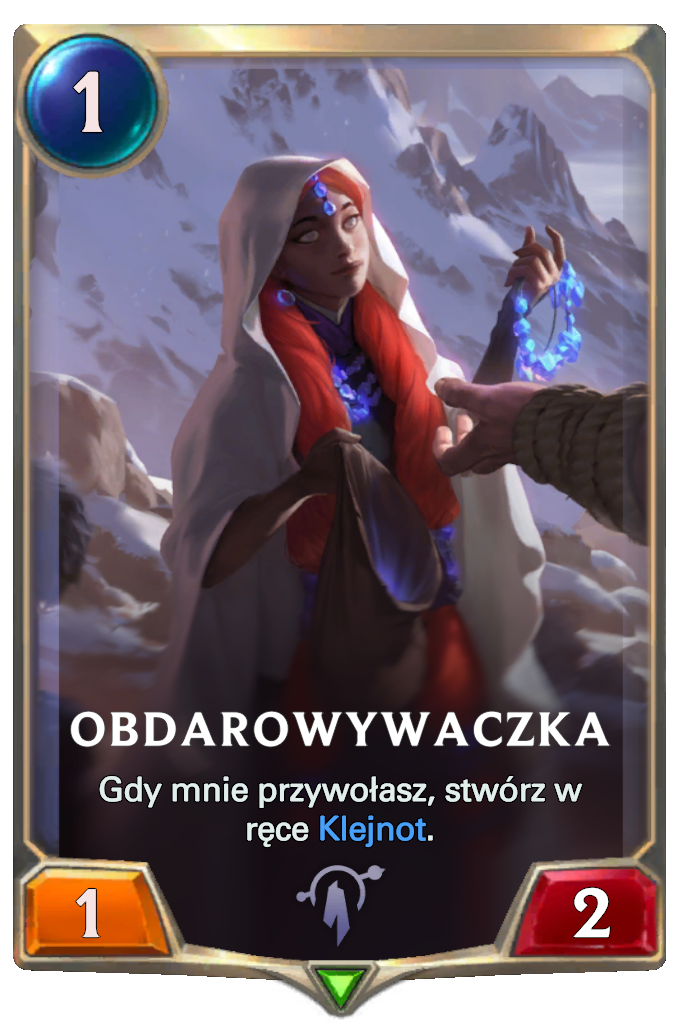 1
OBDAROWYWACZKA
Gdy mnie przywołasz, stwórz w
ręce Klejnot.
1
2